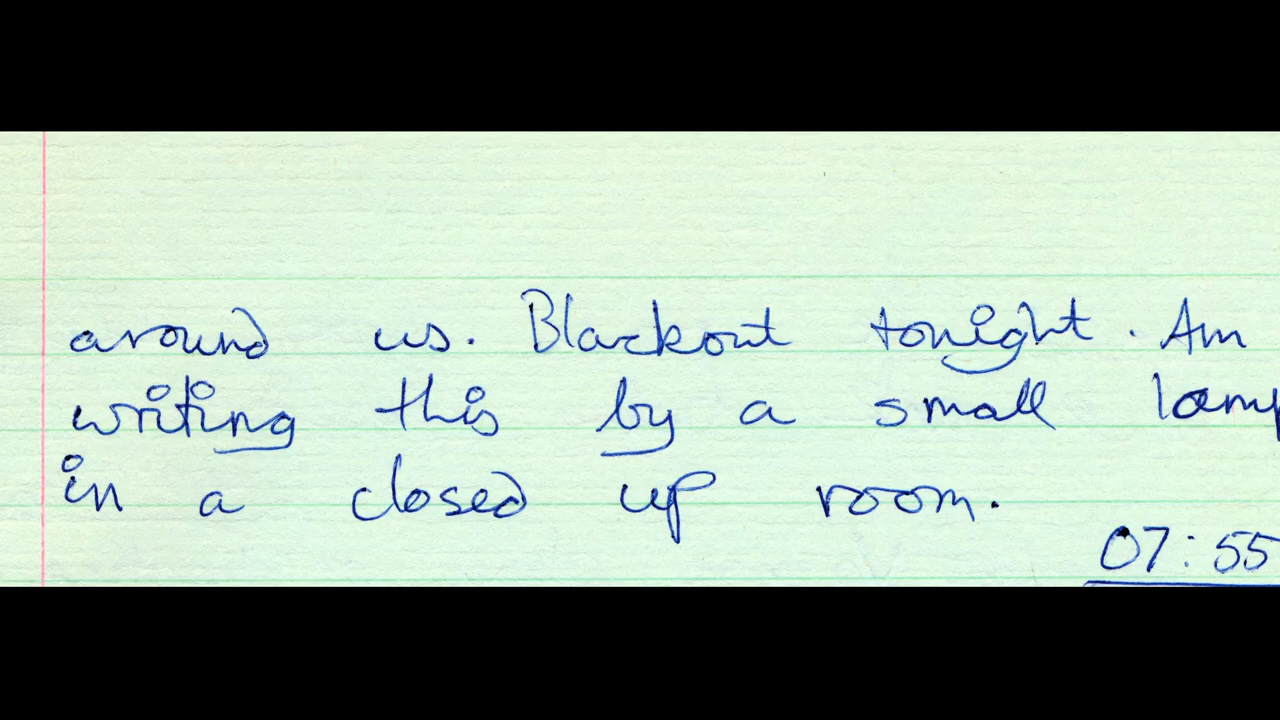 around us. Blackout tonight. Am
writing this by a small lamp
in a closed up room.
07:55